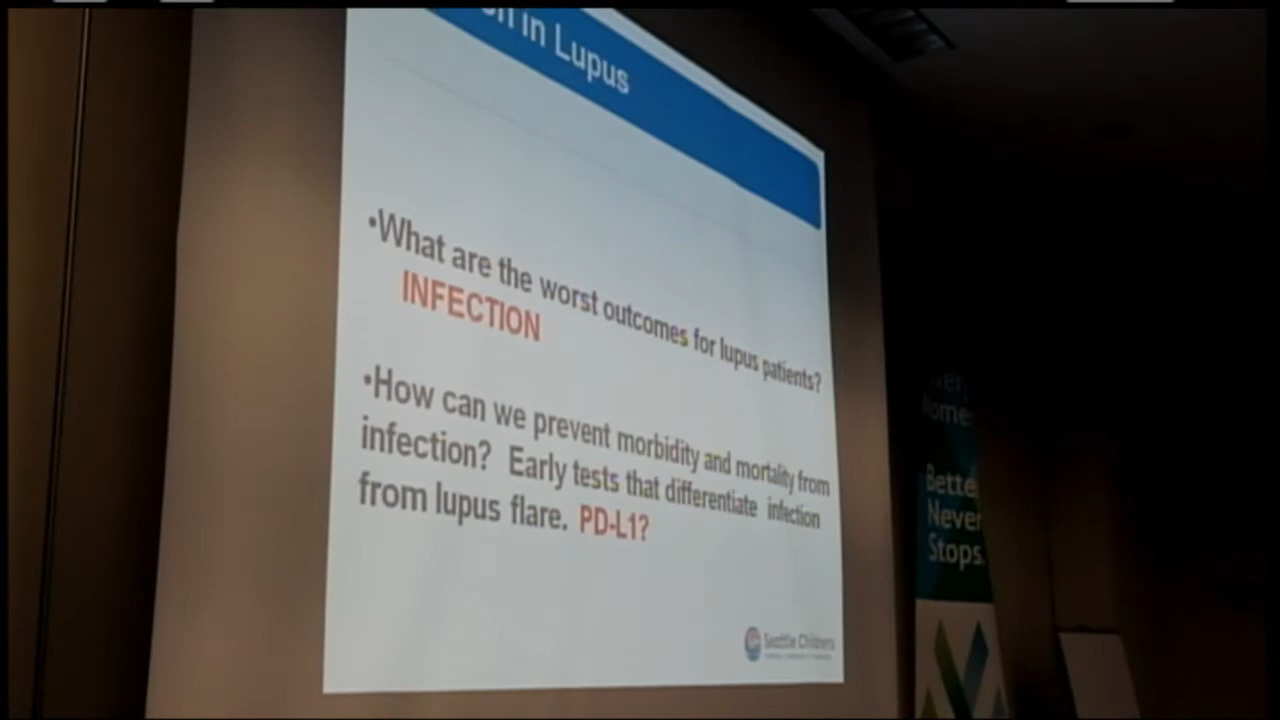 in Lupus
•What are the worst outcomes for lupus patients?
INFECTION
•How can we prevent morbidity and mortality from
infection? Early tests that differentiate infection
from lupus flare. PD-L1?
Seattle Children's
Bette
Never
Stops.